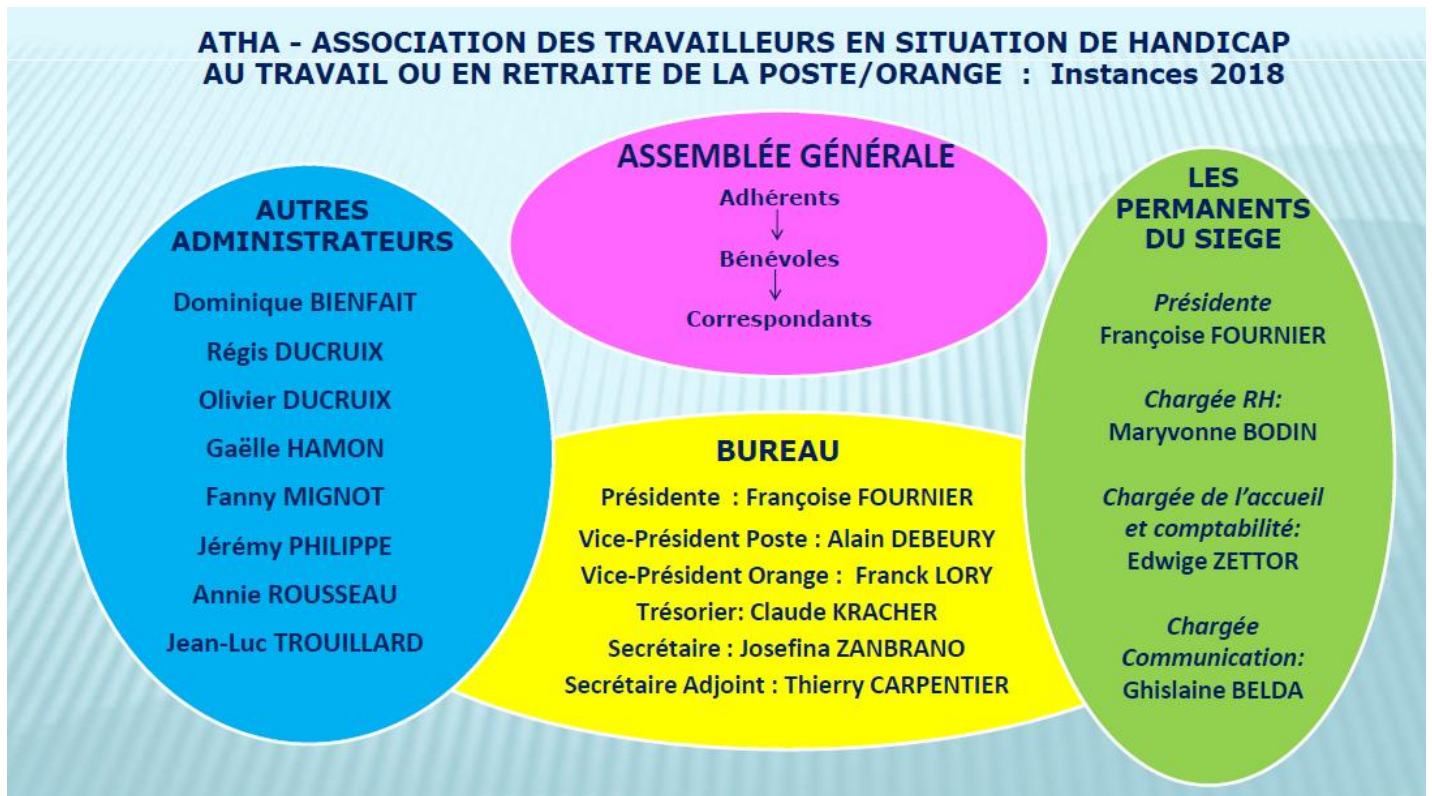 ATHA - ASSOCIATION DES TRAVAILLEURS EN SITUATION DE HANDICAP
AU TRAVAIL OU EN RETRAITE DE LA POSTE/ORANGE : Instances 2018
ASSEMBLÉE GÉNÉRALE
Adhérents
Bénévoles
Correspondants
AUTRES
ADMINISTRATEURS
Dominique BIENFAIT
Régis DUCRUIX
Olivier DUCRUIX
Gaëlle HAMON
Fanny MIGNOT
Jérémy PHILIPPE
Annie ROUSSEAU
Jean-Luc TROUILLARD
BUREAU
Présidente : Françoise FOURNIER
Vice-Président Poste : Alain DEBEURY
Vice-Président Orange : Franck LORY
Trésorier: Claude KRACHER
Secrétaire : Josefina ZANBRANO
Secrétaire Adjoint : Thierry CARPENTIER
LES
PERMANENTS
DU SIEGE
Présidente
Françoise FOURNIER
Chargée RH:
Maryvonne BODIN
Chargée de l’accueil
et comptabilité:
Edwige ZETTOR
Chargée
Communication:
Ghislaine BELDA